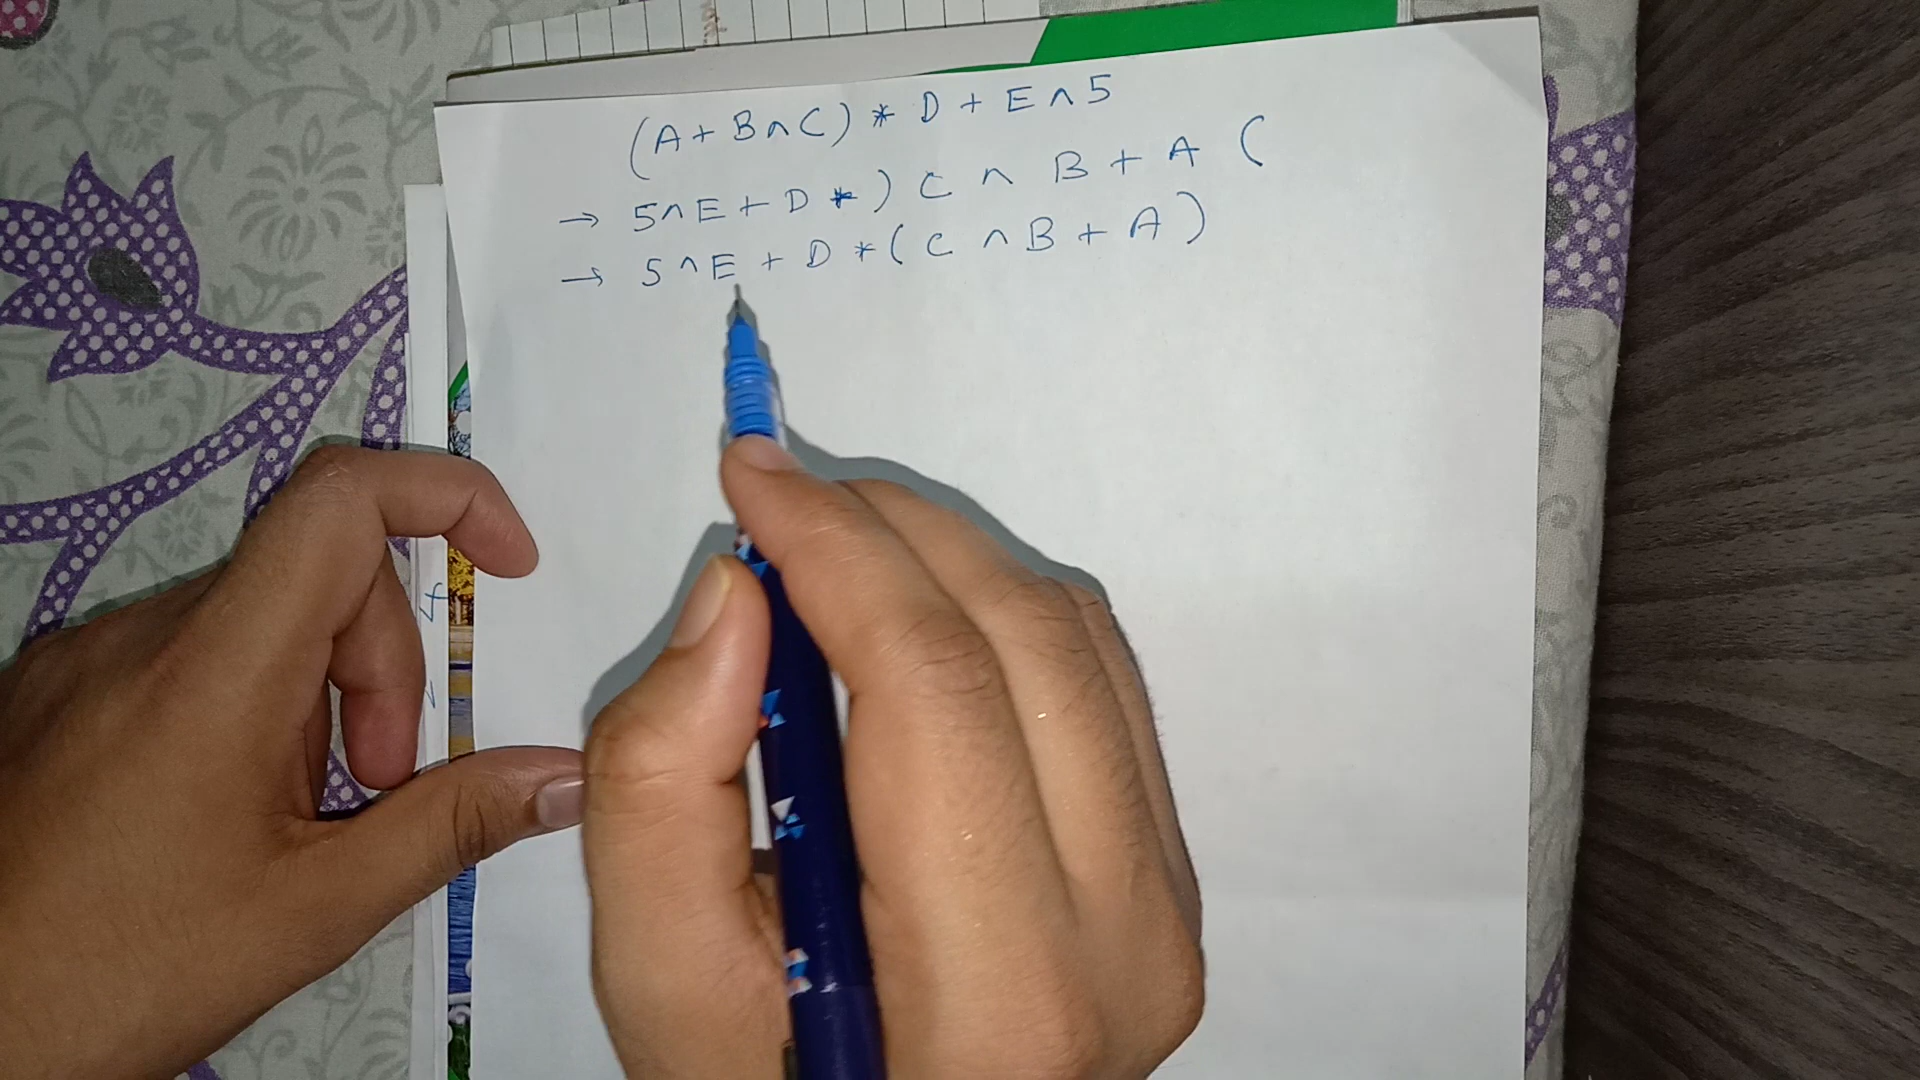 (A + B ^ C) * D + E ^ 5
→ 5 ^ E + D * ) C ^ B + A (
→ 5 ^ E + D * ( C ^ B + A )